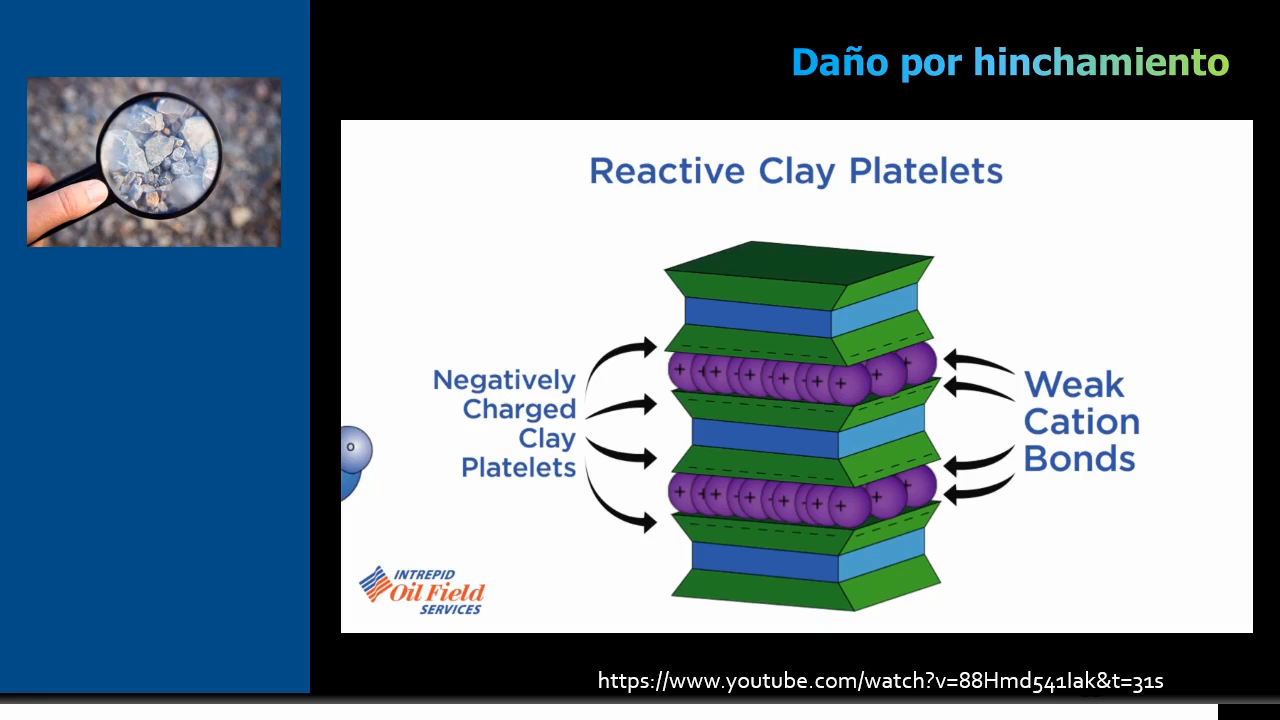 Daño por hinchamiento
Reactive Clay Platelets
Negatively
Charged
Clay
Platelets
Weak
Cation
Bonds
O
INTREPID
Oil Field
SERVICES
https://www.youtube.com/watch?v=88Hmd541lak&t=31s